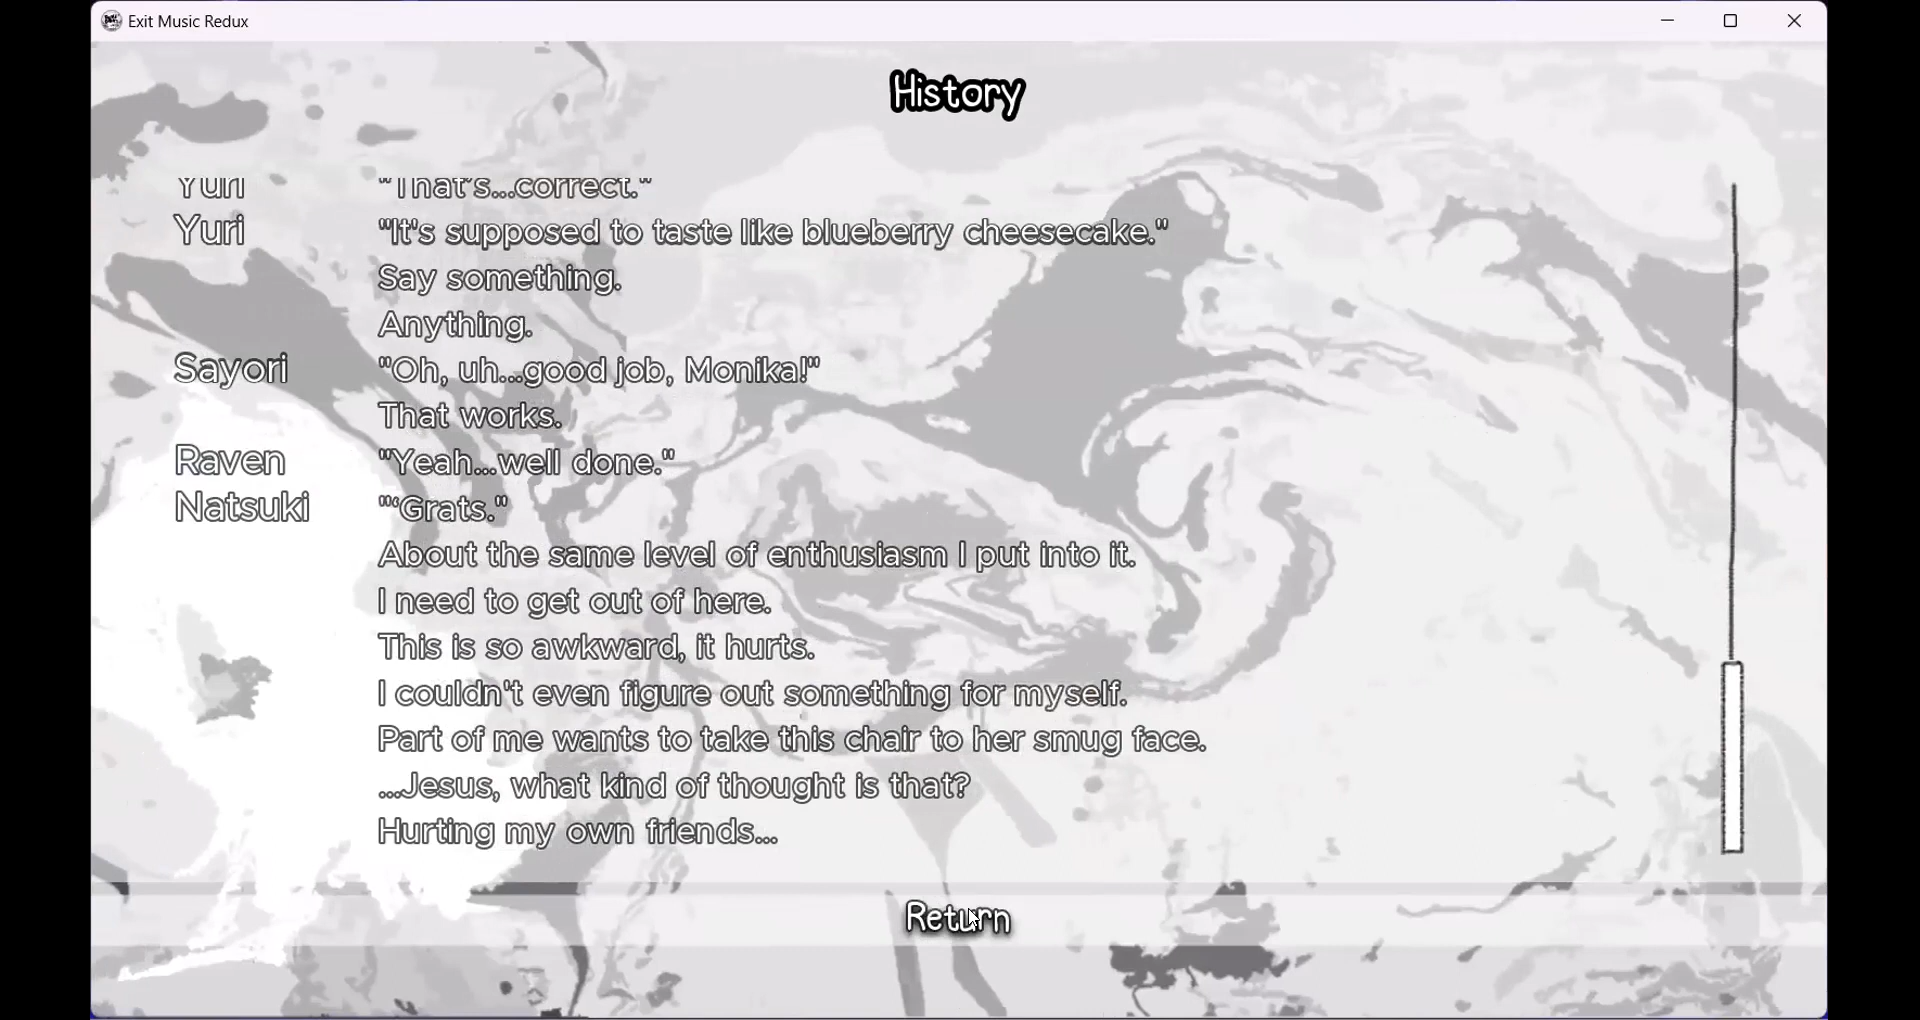 Exit Music Redux
History
Yuri "That's...correct."
Yuri "It's supposed to taste like blueberry cheesecake."
Say something.
Anything.
Sayori "Oh, uh...good job, Monika!"
That works.
Raven "Yeah...well done."
Natsuki "‘Grats."
About the same level of enthusiasm I put into it.
I need to get out of here.
This is so awkward, it hurts.
I couldn't even figure out something for myself.
Part of me wants to take this chair to her smug face.
...Jesus, what kind of thought is that?
Hurting my own friends...
Return